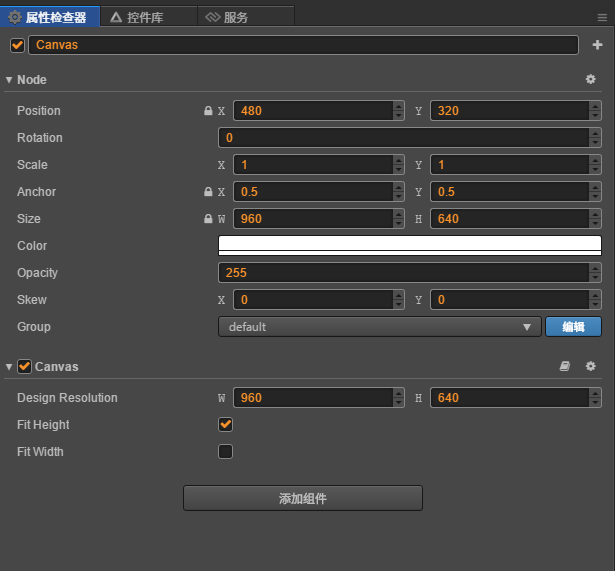 属性检查器 控件库 服务
Canvas
Node
Position X 480 Y 320
Rotation 0
Scale X 1 Y 1
Anchor X 0.5 Y 0.5
Size W 960 H 640
Color
Opacity 255
Skew X 0 Y 0
Group default 编辑
Canvas
Design Resolution W 960 H 640
Fit Height
Fit Width
添加组件